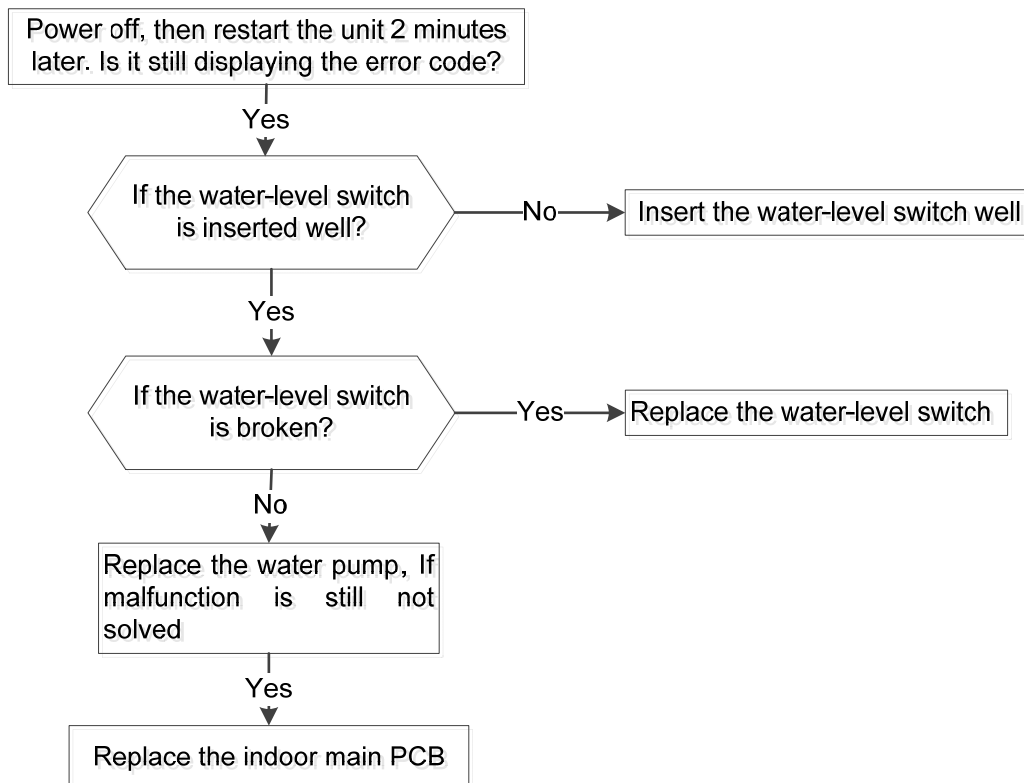 Power off, then restart the unit 2 minutes
later. Is it still displaying the error code?
Yes
If the water-level switch
is inserted well?
No
Insert the water-level switch well
Yes
If the water-level switch
is broken?
Yes
Replace the water-level switch
No
Replace the water pump, If
malfunction is still not
solved
Yes
Replace the indoor main PCB